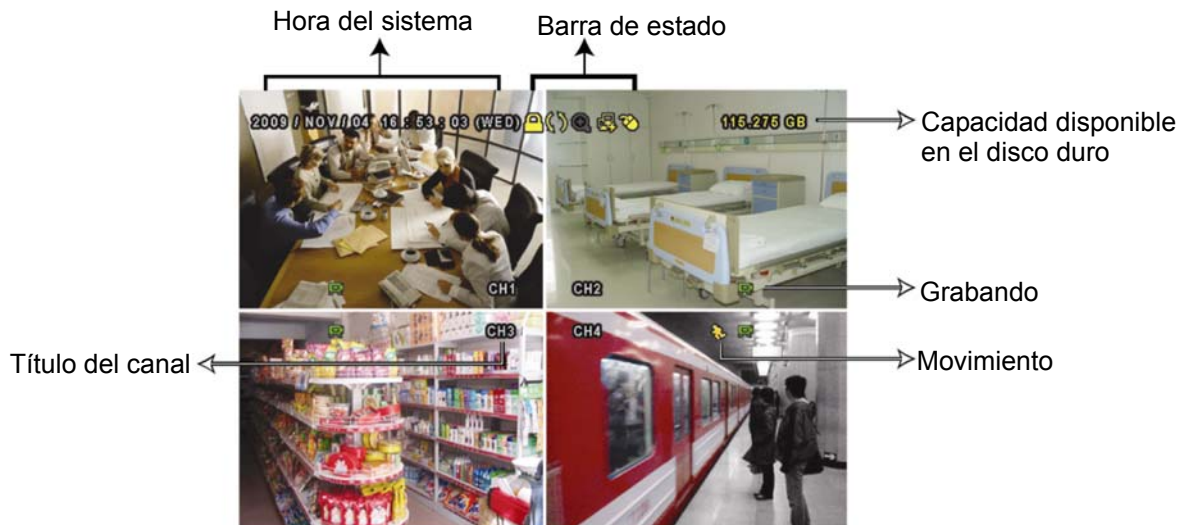 Hora del sistema
Barra de estado
2009 / NOV / 04 16 : 53 : 03 (WED)
115.275 GB
Capacidad disponible
en el disco duro
CH1
CH2
Grabando
CH3
CH4
Título del canal
Movimiento